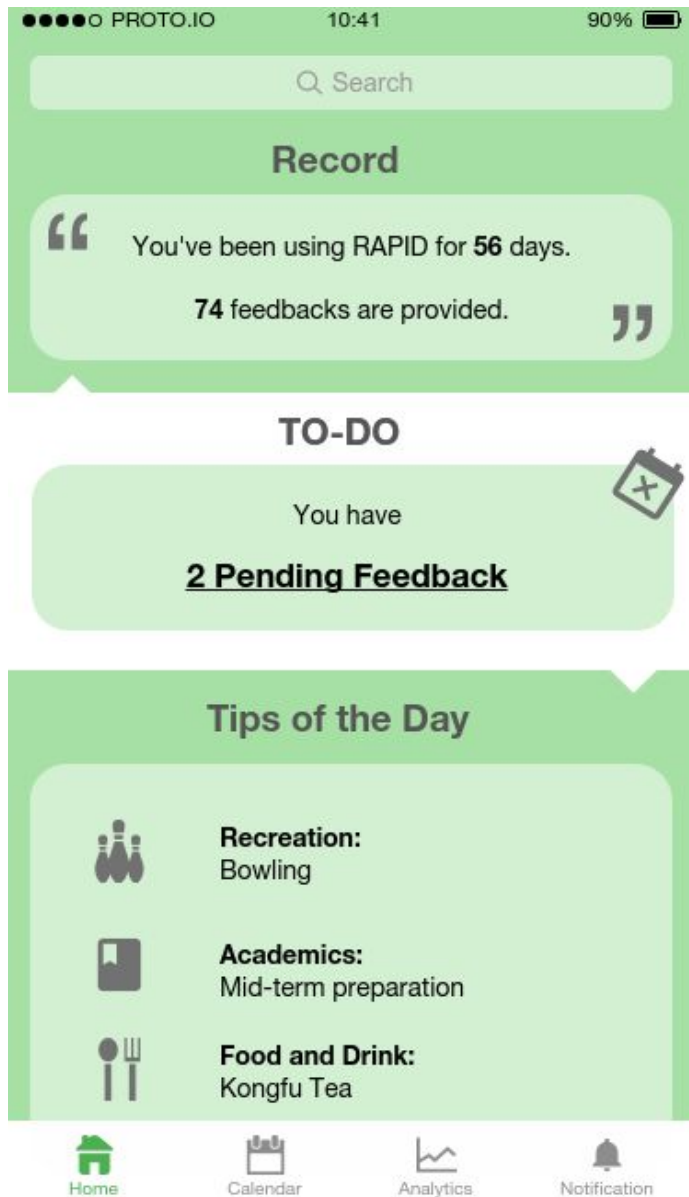 PROTO.IO 10:41 90%
Search
Record
You've been using RAPID for 56 days.
74 feedbacks are provided.
TO-DO
You have
2 Pending Feedback
Tips of the Day
Recreation:
Bowling
Academics:
Mid-term preparation
Food and Drink:
Kongfu Tea
Home Calendar Analytics Notification